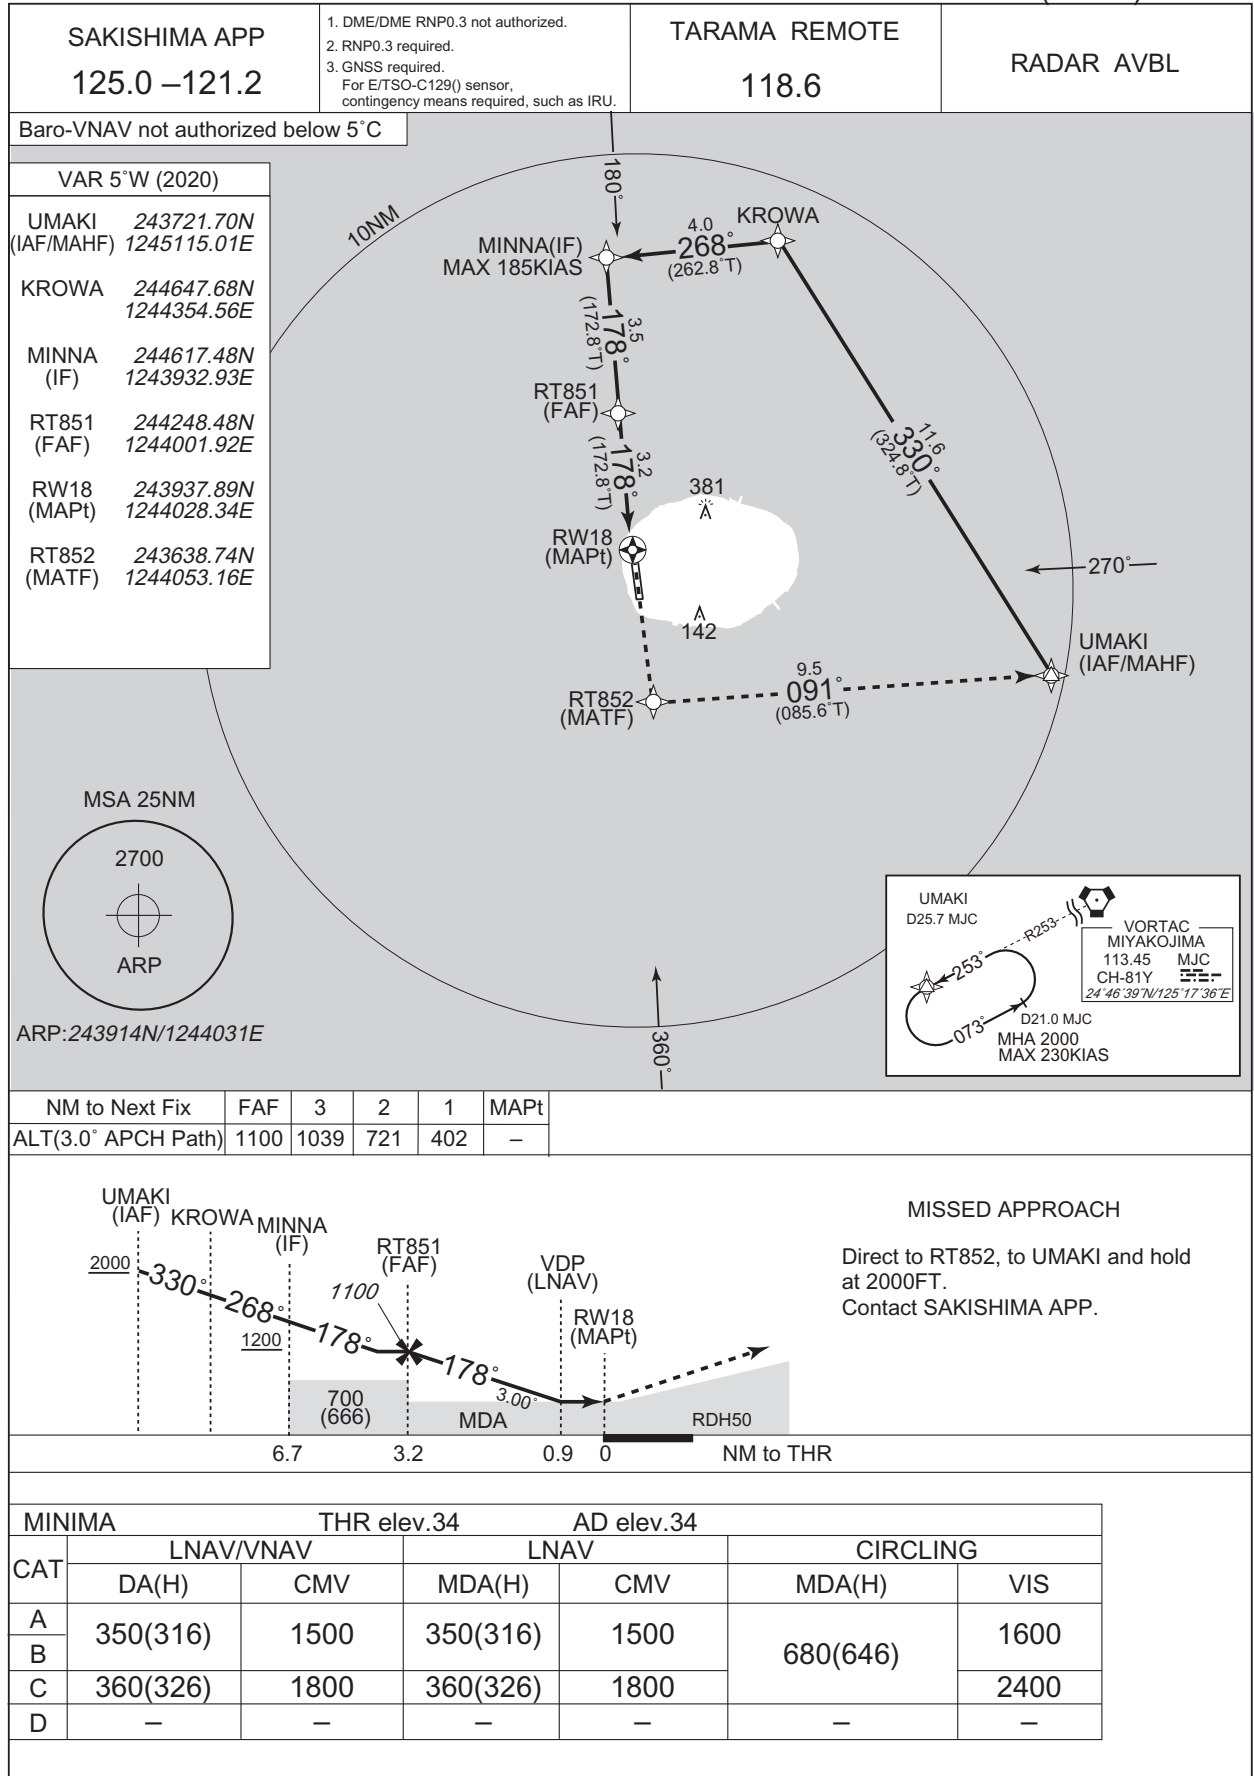 SAKISHIMA APP
125.0 –121.2
1. DME/DME RNP0.3 not authorized.
2. RNP0.3 required.
3. GNSS required.
For E/TSO-C129() sensor,
contingency means required, such as IRU.
TARAMA REMOTE
118.6
RADAR AVBL
Baro-VNAV not authorized below 5˚C
VAR 5˚W (2020)
UMAKI 243721.70N
(IAF/MAHF) 1245115.01E
KROWA 244647.68N
1244354.56E
MINNA 244617.48N
(IF) 1243932.93E
RT851 244248.48N
(FAF) 1244001.92E
RW18 243937.89N
(MAPt) 1244028.34E
RT852 243638.74N
(MATF) 1244053.16E
10NM
180˚
MINNA(IF)
MAX 185KIAS
4.0
268˚
(262.8˚T)
KROWA
3.5
178˚
(172.8˚T)
RT851
(FAF)
3.2
178˚
(172.8˚T)
11.6
330˚
(324.8˚T)
381
RW18
(MAPt)
142
270˚
UMAKI
(IAF/MAHF)
RT852
(MATF)
9.5
091˚
(085.6˚T)
MSA 25NM
2700
ARP
ARP:243914N/1244031E
360˚
UMAKI
D25.7 MJC
R253
253˚
073˚
D21.0 MJC
MHA 2000
MAX 230KIAS
VORTAC
MIYAKOJIMA
113.45 MJC
CH-81Y
24˚46´39˝N/125˚17´36˝E
NM to Next Fix FAF 3 2 1 MAPt
ALT(3.0˚ APCH Path) 1100 1039 721 402 –
UMAKI
(IAF)
KROWA
MINNA
(IF)
RT851
(FAF)
VDP
(LNAV)
RW18
(MAPt)
2000
330˚
268˚
1200
178˚
1100
178˚
3.00˚
700
(666)
MDA
RDH50
6.7 3.2 0.9 0 NM to THR
MISSED APPROACH
Direct to RT852, to UMAKI and hold
at 2000FT.
Contact SAKISHIMA APP.
MINIMA THR elev.34 AD elev.34
CAT LNAV/VNAV LNAV CIRCLING
DA(H) CMV MDA(H) CMV MDA(H) VIS
A
B
350(316) 1500 350(316) 1500 680(646) 1600
C 360(326) 1800 360(326) 1800 2400
D – – – – – –